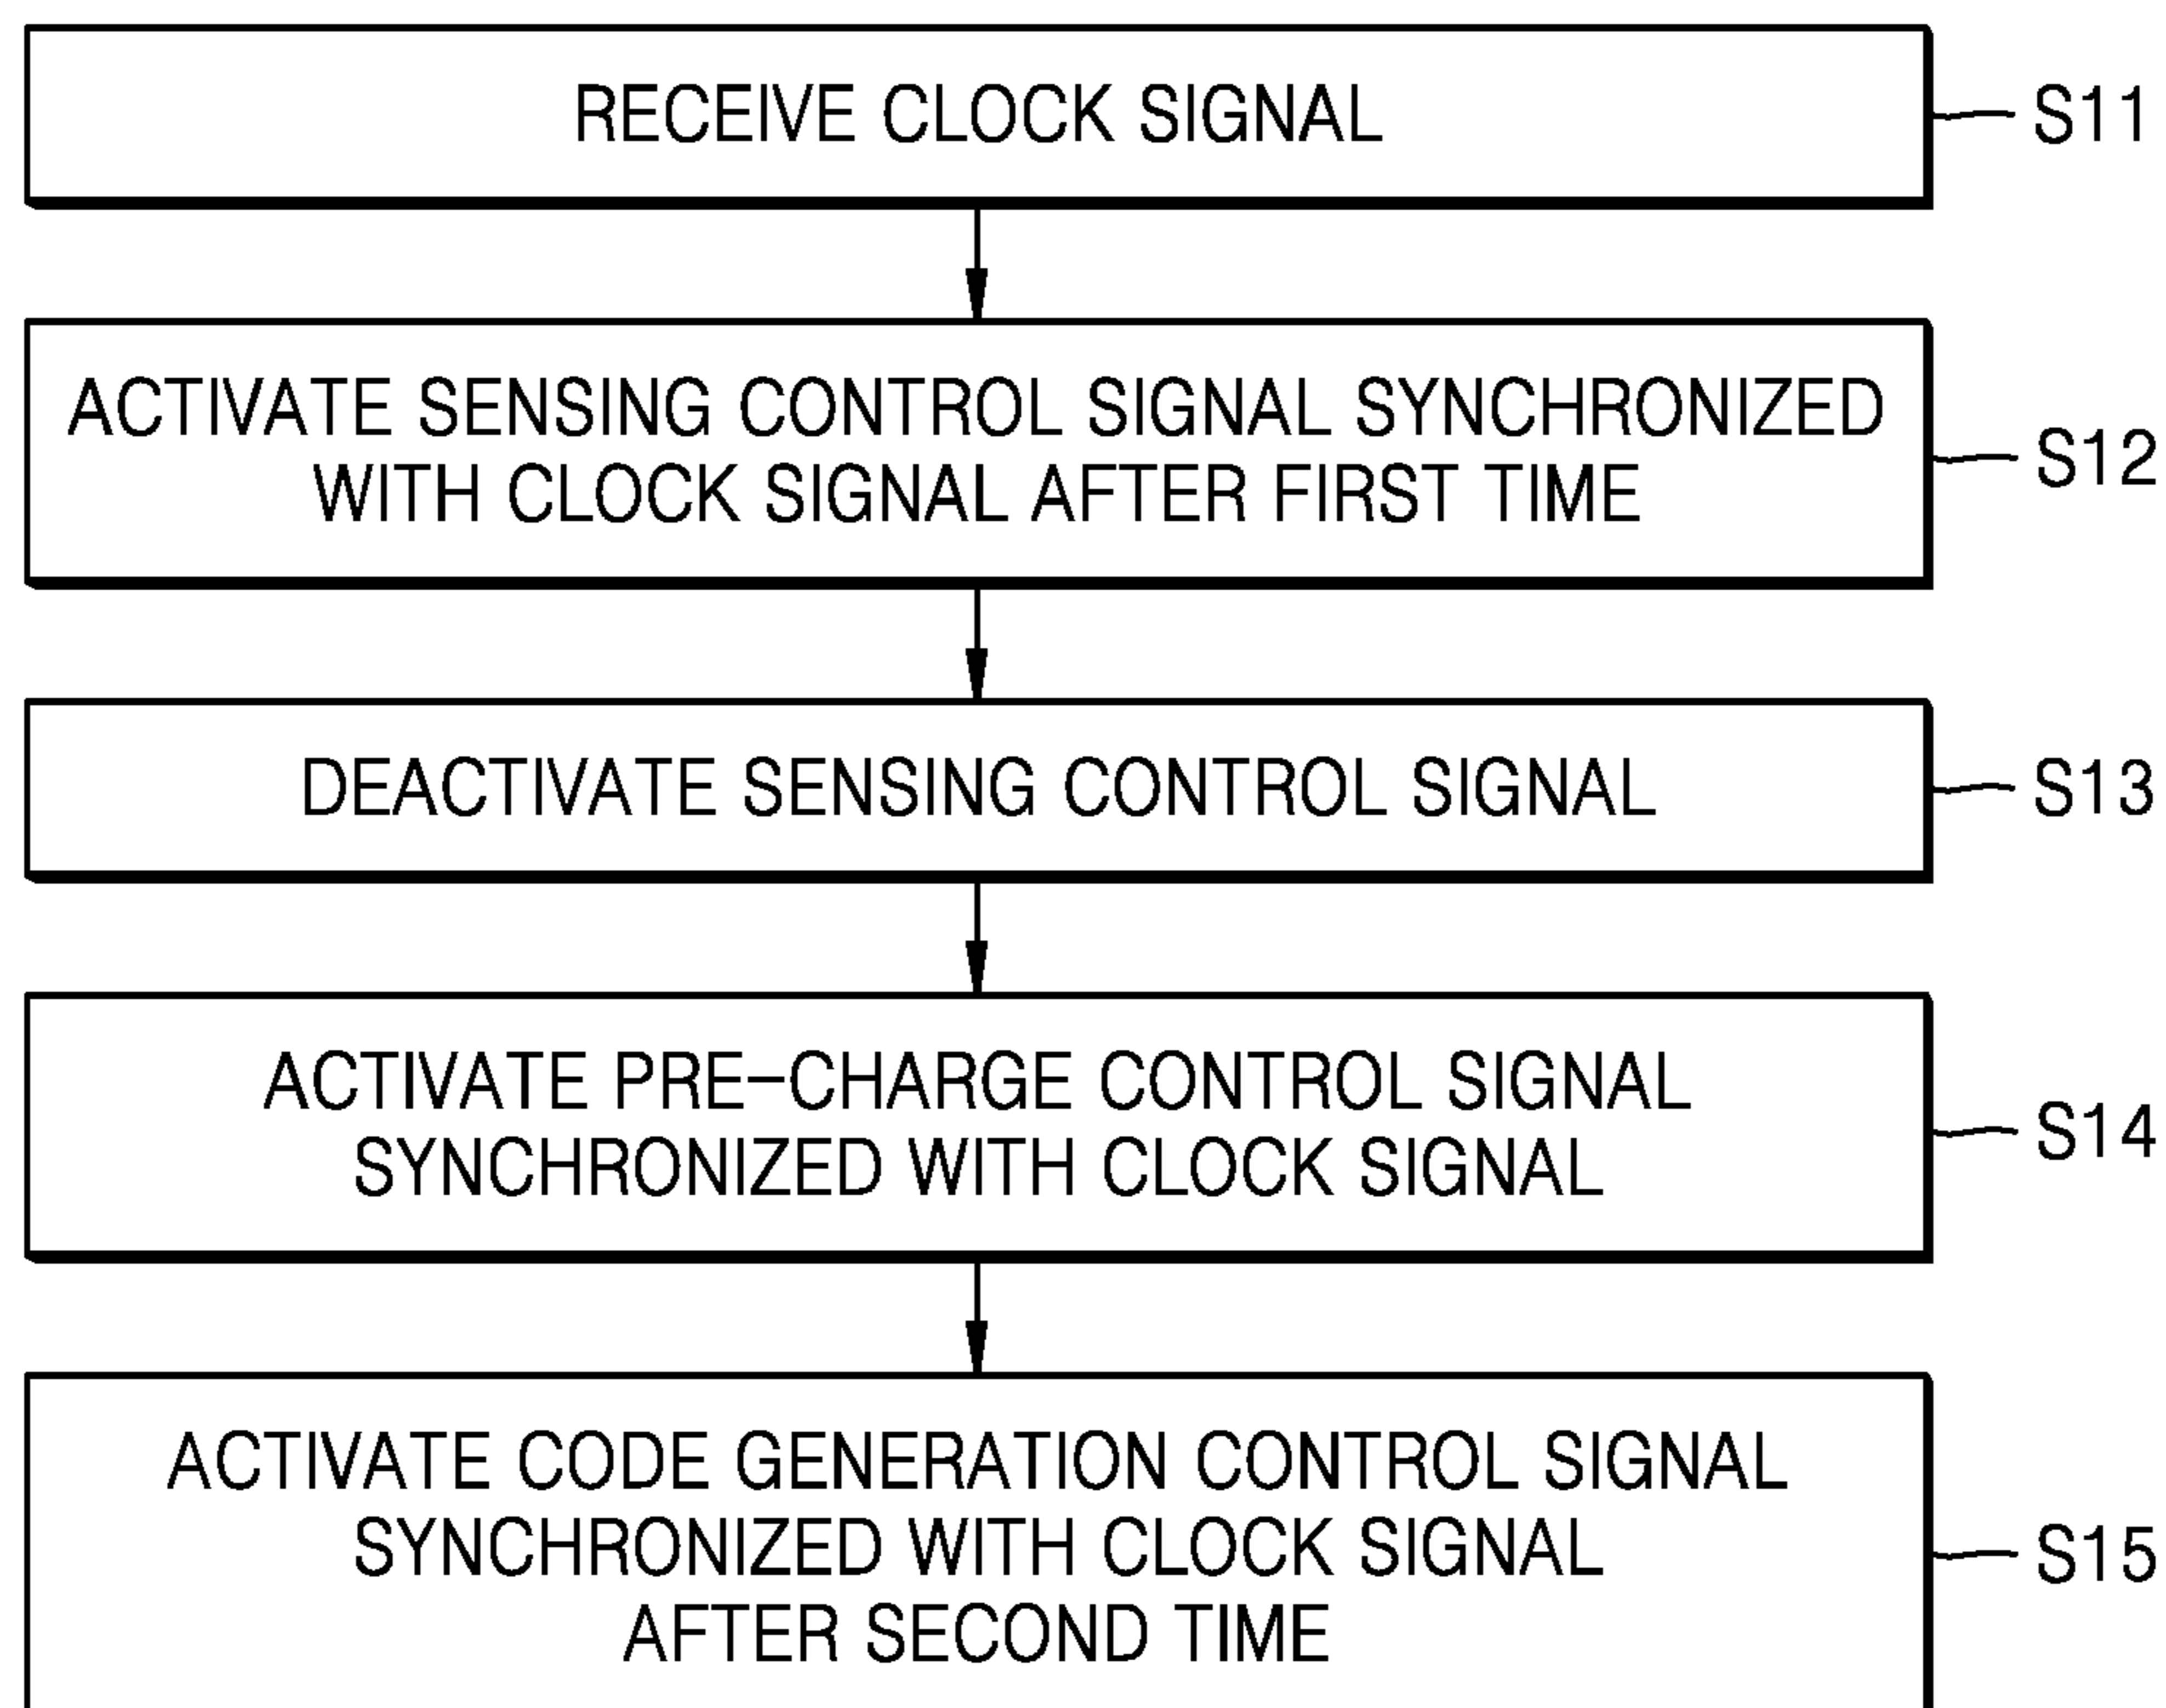 RECEIVE CLOCK SIGNAL
S11
ACTIVATE SENSING CONTROL SIGNAL SYNCHRONIZED
WITH CLOCK SIGNAL AFTER FIRST TIME
S12
DEACTIVATE SENSING CONTROL SIGNAL
S13
ACTIVATE PRE-CHARGE CONTROL SIGNAL
SYNCHRONIZED WITH CLOCK SIGNAL
S14
ACTIVATE CODE GENERATION CONTROL SIGNAL
SYNCHRONIZED WITH CLOCK SIGNAL
AFTER SECOND TIME
S15